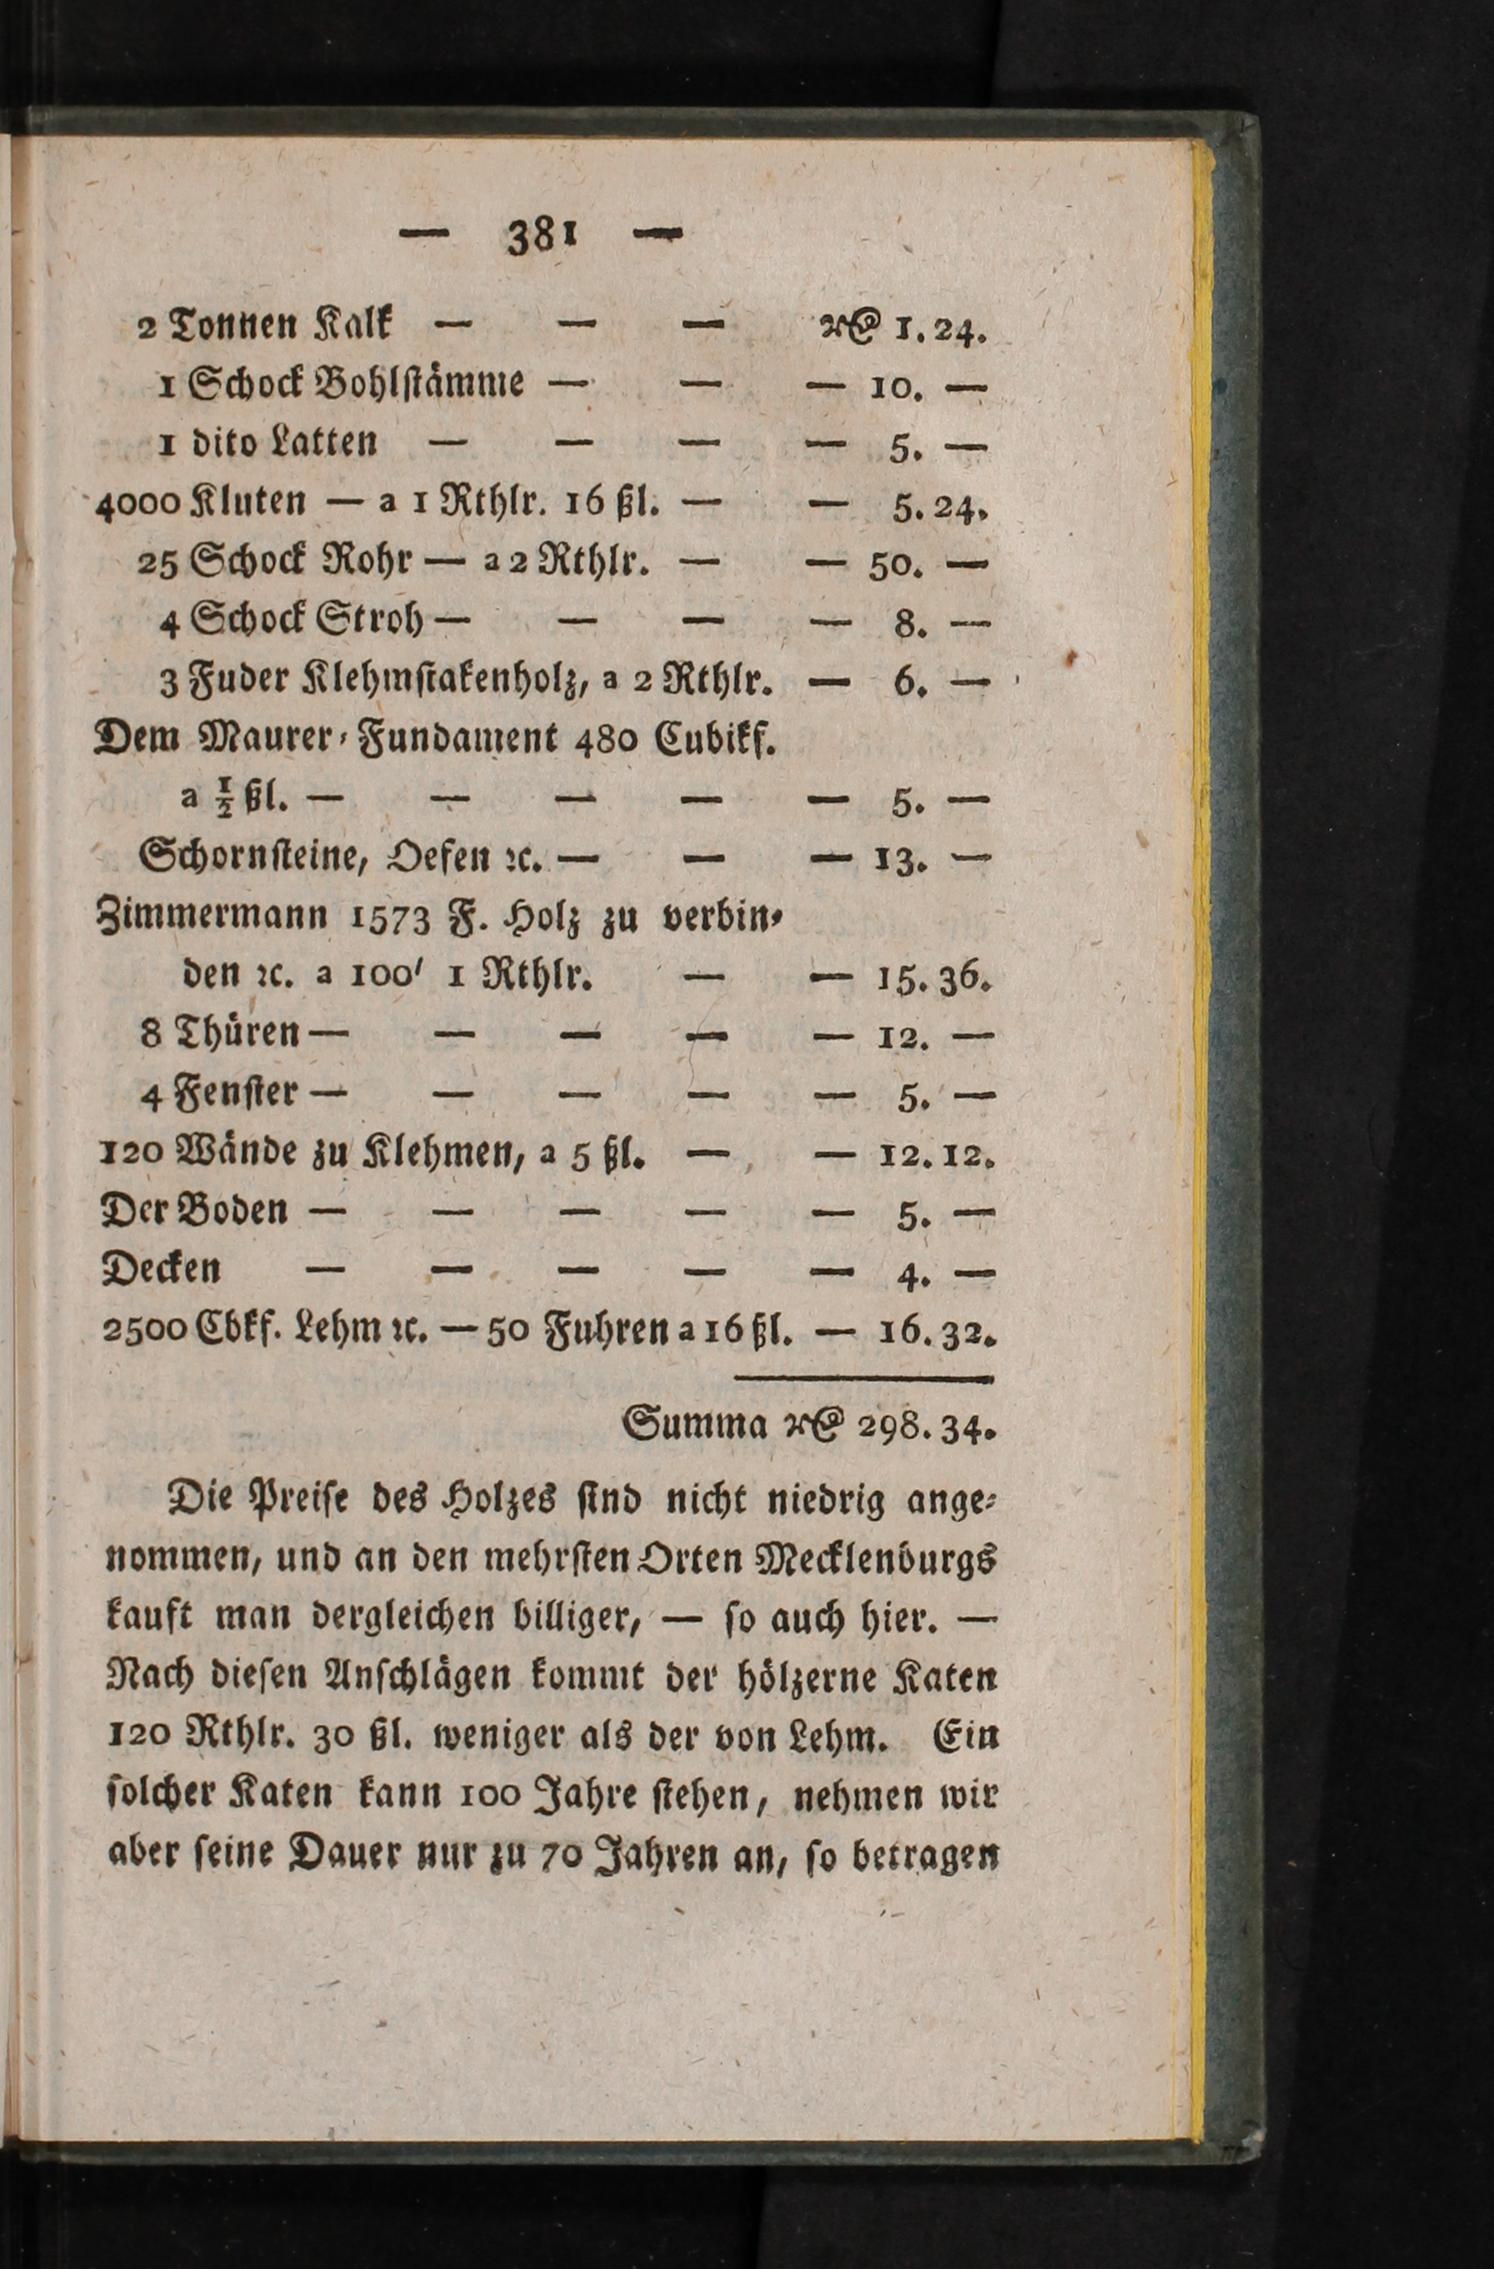 — 381 —
2 Tonnen Kalk — — — Rℳ 1. 24.
1 Schock Bohlſtämme — — — 10. —
1 dito Latten — — — — 5. —
4000 Kluten — a 1 Rthlr. 16 ßl. — — 5. 24.
25 Schock Rohr — a 2 Rthlr. — — 50. —
4 Schock Stroh — — — — 8. —
3 Fuder Klehmſtakenholz, a 2 Rthlr. — 6. —
Dem Maurer⸗Fundament 480 Cubikf.
a ½ ßl. — — — — — 5. —
Schornſteine, Oefen ꝛc. — — — 13. —
Zimmermann 1573 F. Holz zu verbin⸗
den ꝛc. a 100′ 1 Rthlr. — — 15. 36.
8 Thüren — — — — — 12. —
4 Fenſter — — — — — 5. —
120 Wände zu Klehmen, a 5 ßl. — — 12. 12.
Der Boden — — — — — 5. —
Decken — — — — — 4. —
2500 Cbkf. Lehm ꝛc. — 50 Fuhren a 16 ßl. — 16. 32.
Summa Rℳ 298. 34.
Die Preiſe des Holzes ſind nicht niedrig ange⸗
nommen, und an den mehrſten Orten Mecklenburgs
kauft man dergleichen billiger, — ſo auch hier. —
Nach dieſen Anſchlägen kommt der hölzerne Katen
120 Rthlr. 30 ßl. weniger als der von Lehm. Ein
ſolcher Katen kann 100 Jahre ſtehen, nehmen wir
aber ſeine Dauer nur zu 70 Jahren an, ſo betragen